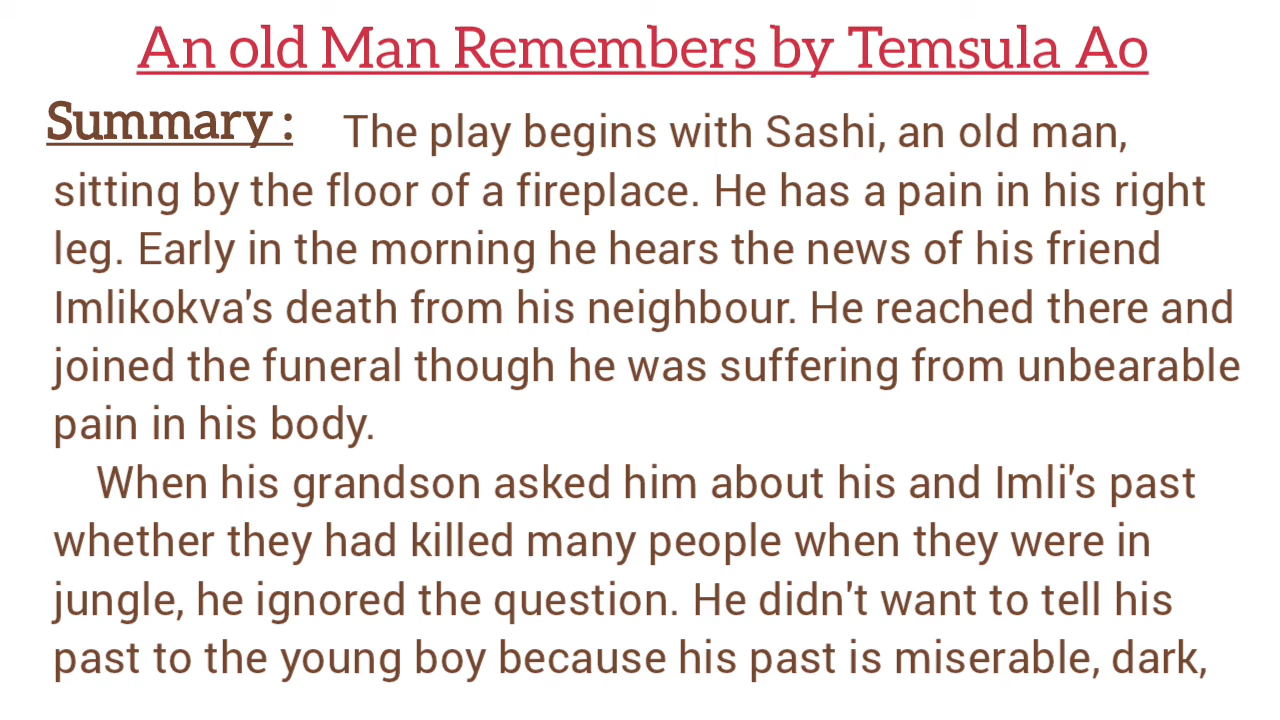 An old Man Remembers by Temsula Ao
Summary : The play begins with Sashi, an old man,
sitting by the floor of a fireplace. He has a pain in his right
leg. Early in the morning he hears the news of his friend
Imlikokva's death from his neighbour. He reached there and
joined the funeral though he was suffering from unbearable
pain in his body.
When his grandson asked him about his and Imli's past
whether they had killed many people when they were in
jungle, he ignored the question. He didn't want to tell his
past to the young boy because his past is miserable, dark,